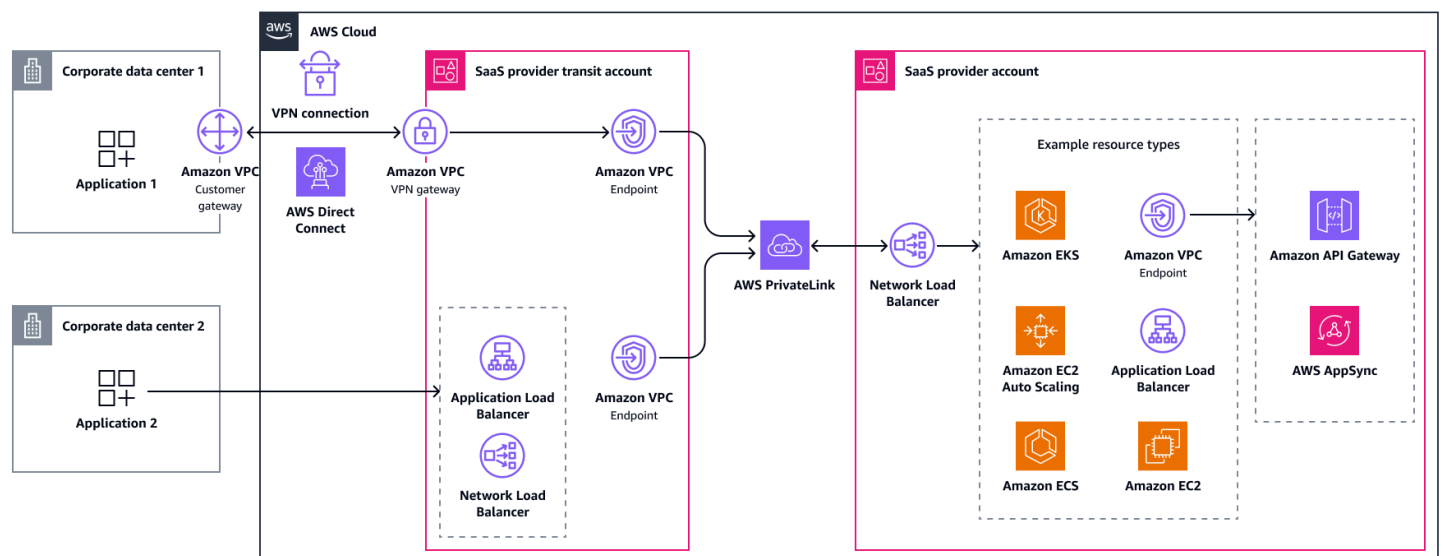 aws
AWS Cloud
Corporate data center 1
Application 1
Amazon VPC
Customer
gateway
VPN connection
AWS Direct
Connect
SaaS provider transit account
Amazon VPC
VPN gateway
Amazon VPC
Endpoint
Corporate data center 2
Application 2
Application Load
Balancer
Network Load
Balancer
Amazon VPC
Endpoint
AWS PrivateLink
SaaS provider account
Network Load
Balancer
Example resource types
K
Amazon EKS
Amazon VPC
Endpoint
Amazon EC2
Auto Scaling
Application Load
Balancer
Amazon ECS
Amazon EC2
</>
Amazon API Gateway
AWS AppSync